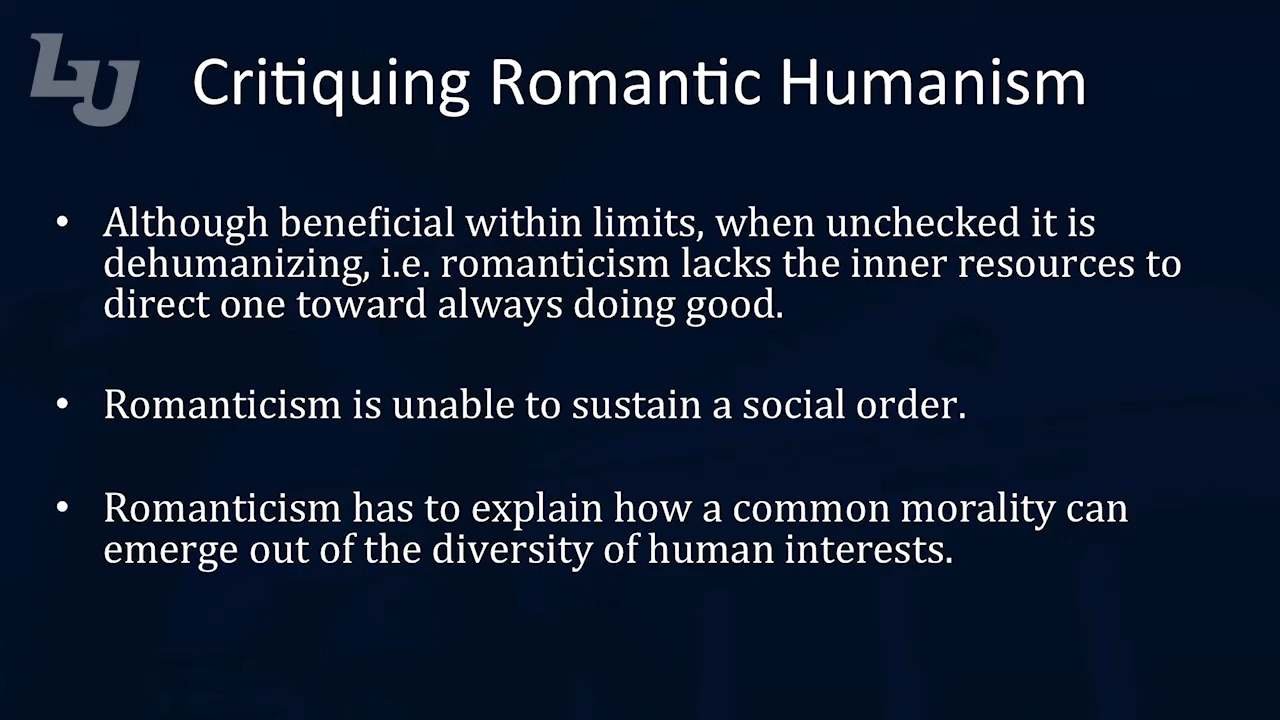 LU
Critiquing Romantic Humanism
• Although beneficial within limits, when unchecked it is
dehumanizing, i.e. romanticism lacks the inner resources to
direct one toward always doing good.
• Romanticism is unable to sustain a social order.
• Romanticism has to explain how a common morality can
emerge out of the diversity of human interests.